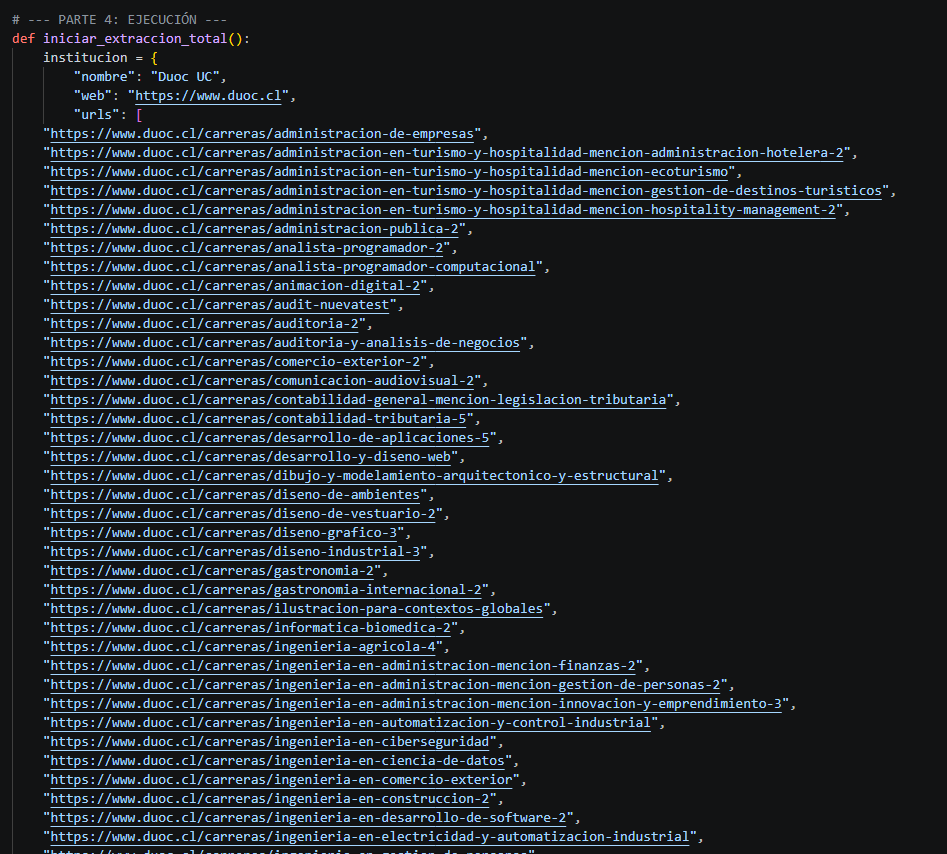 # --- PARTE 4: EJECUCIÓN ---
def iniciar_extraccion_total():
institucion = {
"nombre": "Duoc UC",
"web": "https://www.duoc.cl",
"urls": [
"https://www.duoc.cl/carreras/administracion-de-empresas",
"https://www.duoc.cl/carreras/administracion-en-turismo-y-hospitalidad-mencion-administracion-hotelera-2",
"https://www.duoc.cl/carreras/administracion-en-turismo-y-hospitalidad-mencion-ecoturismo",
"https://www.duoc.cl/carreras/administracion-en-turismo-y-hospitalidad-mencion-gestion-de-destinos-turisticos",
"https://www.duoc.cl/carreras/administracion-en-turismo-y-hospitalidad-mencion-hospitality-management-2",
"https://www.duoc.cl/carreras/administracion-publica-2",
"https://www.duoc.cl/carreras/analista-programador-2",
"https://www.duoc.cl/carreras/analista-programador-computacional",
"https://www.duoc.cl/carreras/animacion-digital-2",
"https://www.duoc.cl/carreras/audit-nuevatest",
"https://www.duoc.cl/carreras/auditoria-2",
"https://www.duoc.cl/carreras/auditoria-y-analisis-de-negocios",
"https://www.duoc.cl/carreras/comercio-exterior-2",
"https://www.duoc.cl/carreras/comunicacion-audiovisual-2",
"https://www.duoc.cl/carreras/contabilidad-general-mencion-legislacion-tributaria",
"https://www.duoc.cl/carreras/contabilidad-tributaria-5",
"https://www.duoc.cl/carreras/desarrollo-de-aplicaciones-5",
"https://www.duoc.cl/carreras/desarrollo-y-diseno-web",
"https://www.duoc.cl/carreras/dibujo-y-modelamiento-arquitectonico-y-estructural",
"https://www.duoc.cl/carreras/diseno-de-ambientes",
"https://www.duoc.cl/carreras/diseno-de-vestuario-2",
"https://www.duoc.cl/carreras/diseno-grafico-3",
"https://www.duoc.cl/carreras/diseno-industrial-3",
"https://www.duoc.cl/carreras/gastronomia-2",
"https://www.duoc.cl/carreras/gastronomia-internacional-2",
"https://www.duoc.cl/carreras/ilustracion-para-contextos-globales",
"https://www.duoc.cl/carreras/informatica-biomedica-2",
"https://www.duoc.cl/carreras/ingenieria-agricola-4",
"https://www.duoc.cl/carreras/ingenieria-en-administracion-mencion-finanzas-2",
"https://www.duoc.cl/carreras/ingenieria-en-administracion-mencion-gestion-de-personas-2",
"https://www.duoc.cl/carreras/ingenieria-en-administracion-mencion-innovacion-y-emprendimiento-3",
"https://www.duoc.cl/carreras/ingenieria-en-automatizacion-y-control-industrial",
"https://www.duoc.cl/carreras/ingenieria-en-ciberseguridad",
"https://www.duoc.cl/carreras/ingenieria-en-ciencia-de-datos",
"https://www.duoc.cl/carreras/ingenieria-en-comercio-exterior",
"https://www.duoc.cl/carreras/ingenieria-en-construccion-2",
"https://www.duoc.cl/carreras/ingenieria-en-desarrollo-de-software-2",
"https://www.duoc.cl/carreras/ingenieria-en-electricidad-y-automatizacion-industrial",